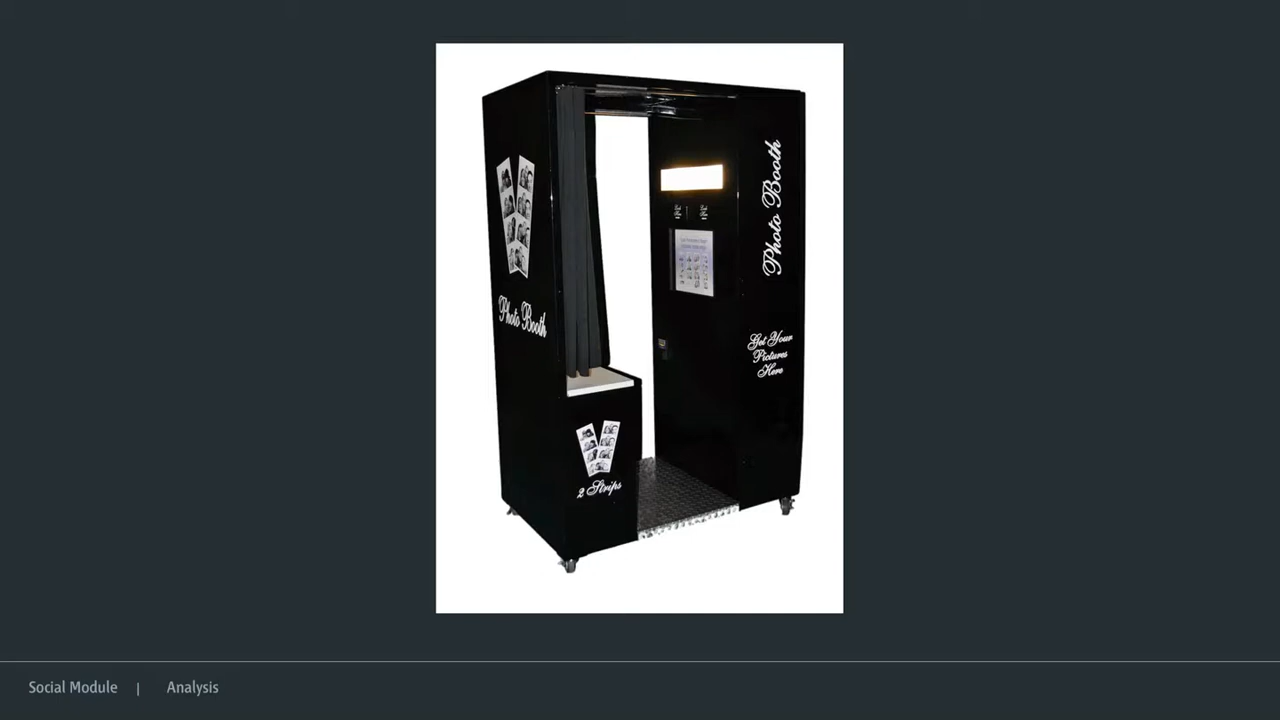 Photo Booth
2 Strips
Photo Booth
Get Your
Pictures
Here
Social Module | Analysis